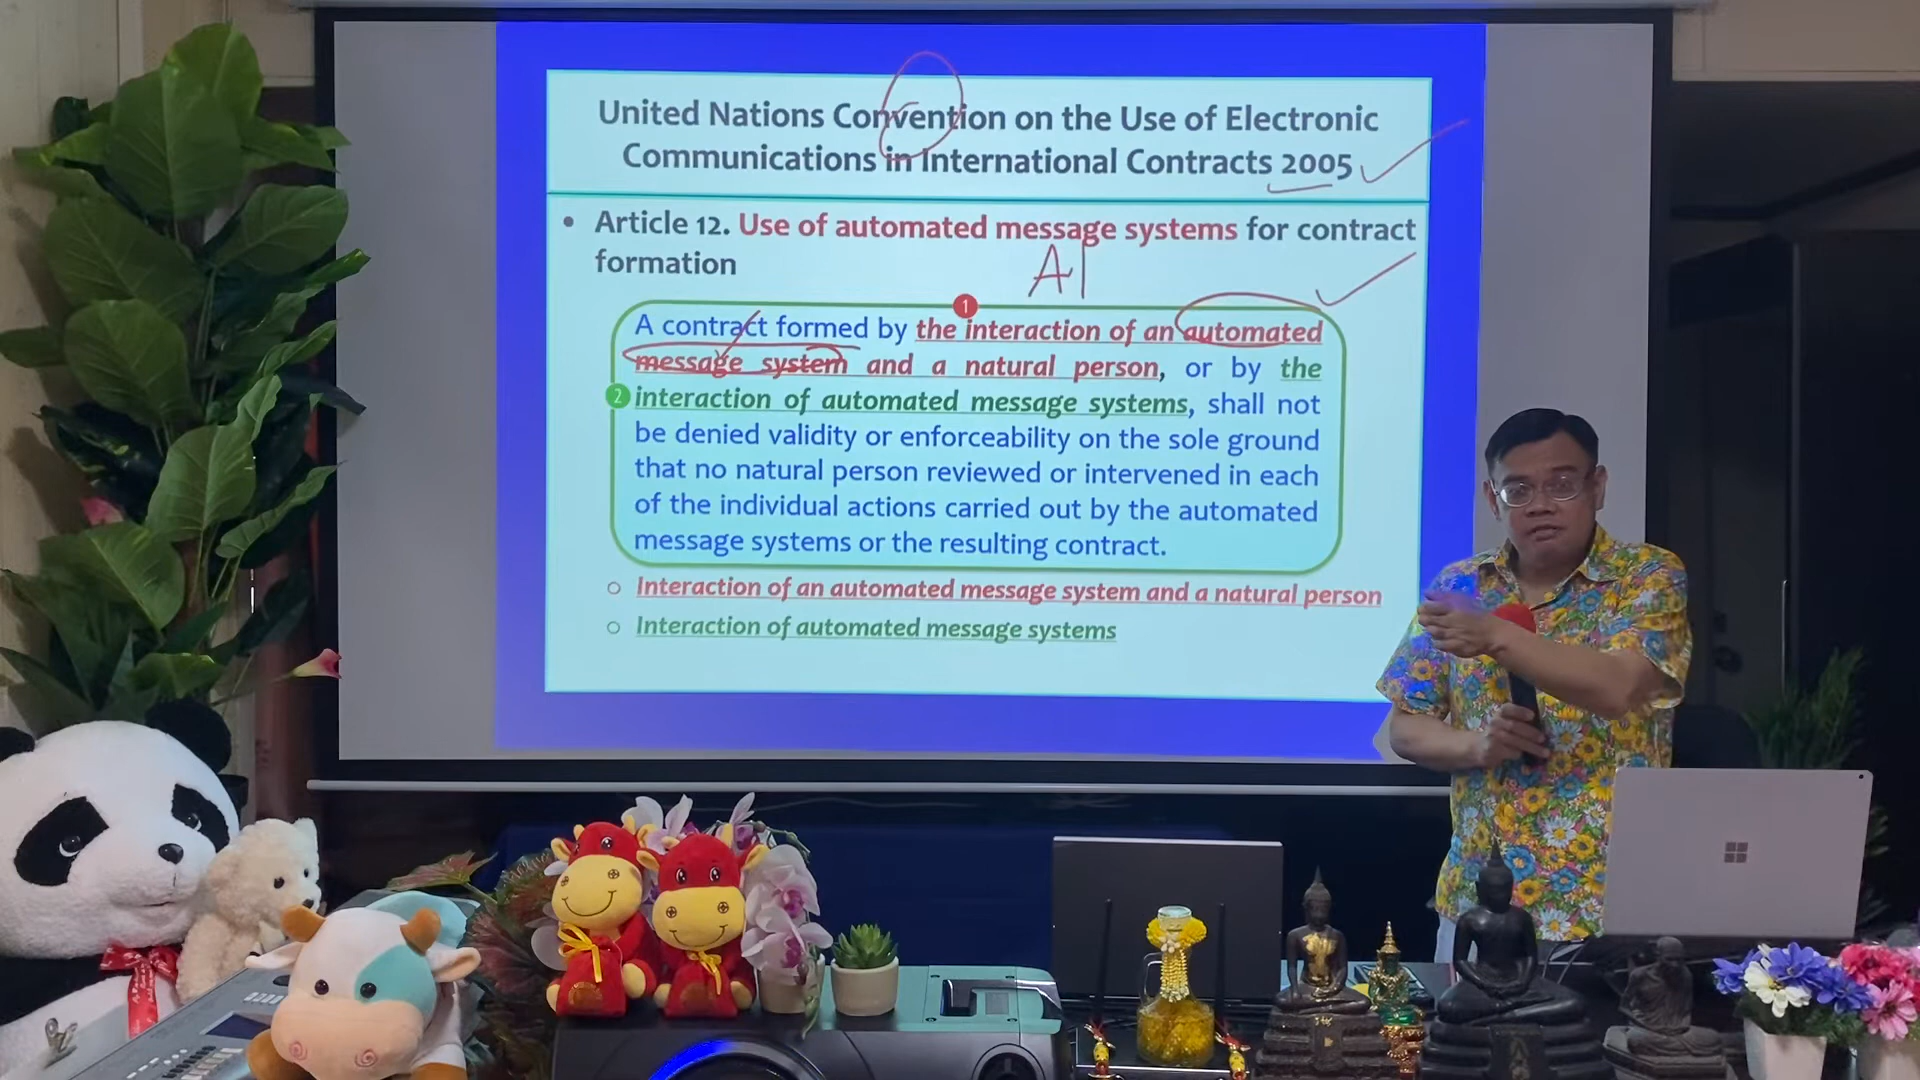 United Nations Convention on the Use of Electronic
Communications in International Contracts 2005
• Article 12. Use of automated message systems for contract
formation
AI
1
A contract formed by the interaction of an automated
message system and a natural person, or by the
2 interaction of automated message systems, shall not
be denied validity or enforceability on the sole ground
that no natural person reviewed or intervened in each
of the individual actions carried out by the automated
message systems or the resulting contract.
○ Interaction of an automated message system and a natural person
○ Interaction of automated message systems